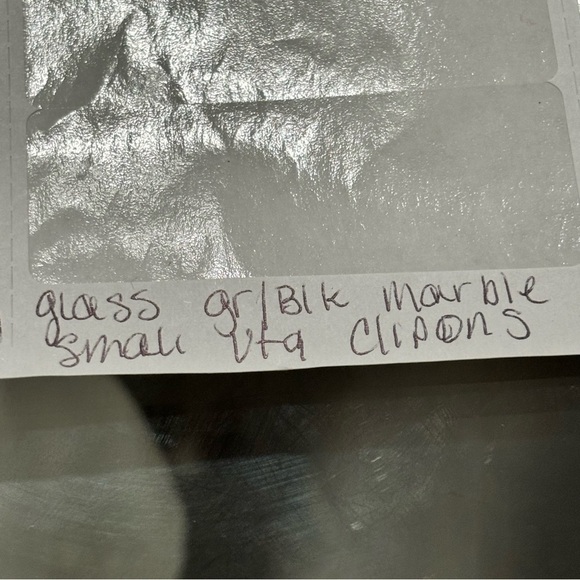 glass gr/Blk marble
small vtg Clipons